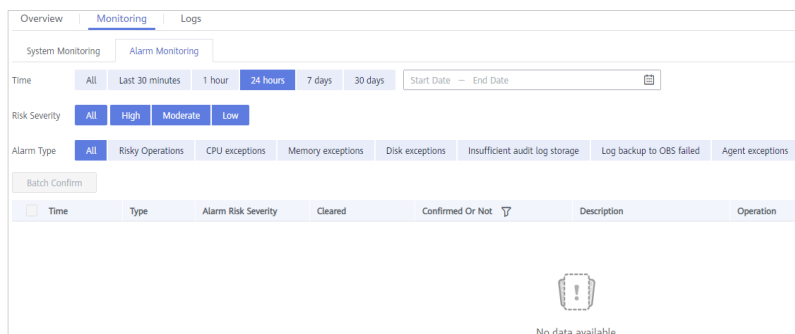 Overview Monitoring Logs
System Monitoring Alarm Monitoring
Time All Last 30 minutes 1 hour 24 hours 7 days 30 days Start Date — End Date
Risk Severity All High Moderate Low
Alarm Type All Risky Operations CPU exceptions Memory exceptions Disk exceptions Insufficient audit log storage Log backup to OBS failed Agent exceptions
Batch Confirm
Time Type Alarm Risk Severity Cleared Confirmed Or Not Description Operation
No data available